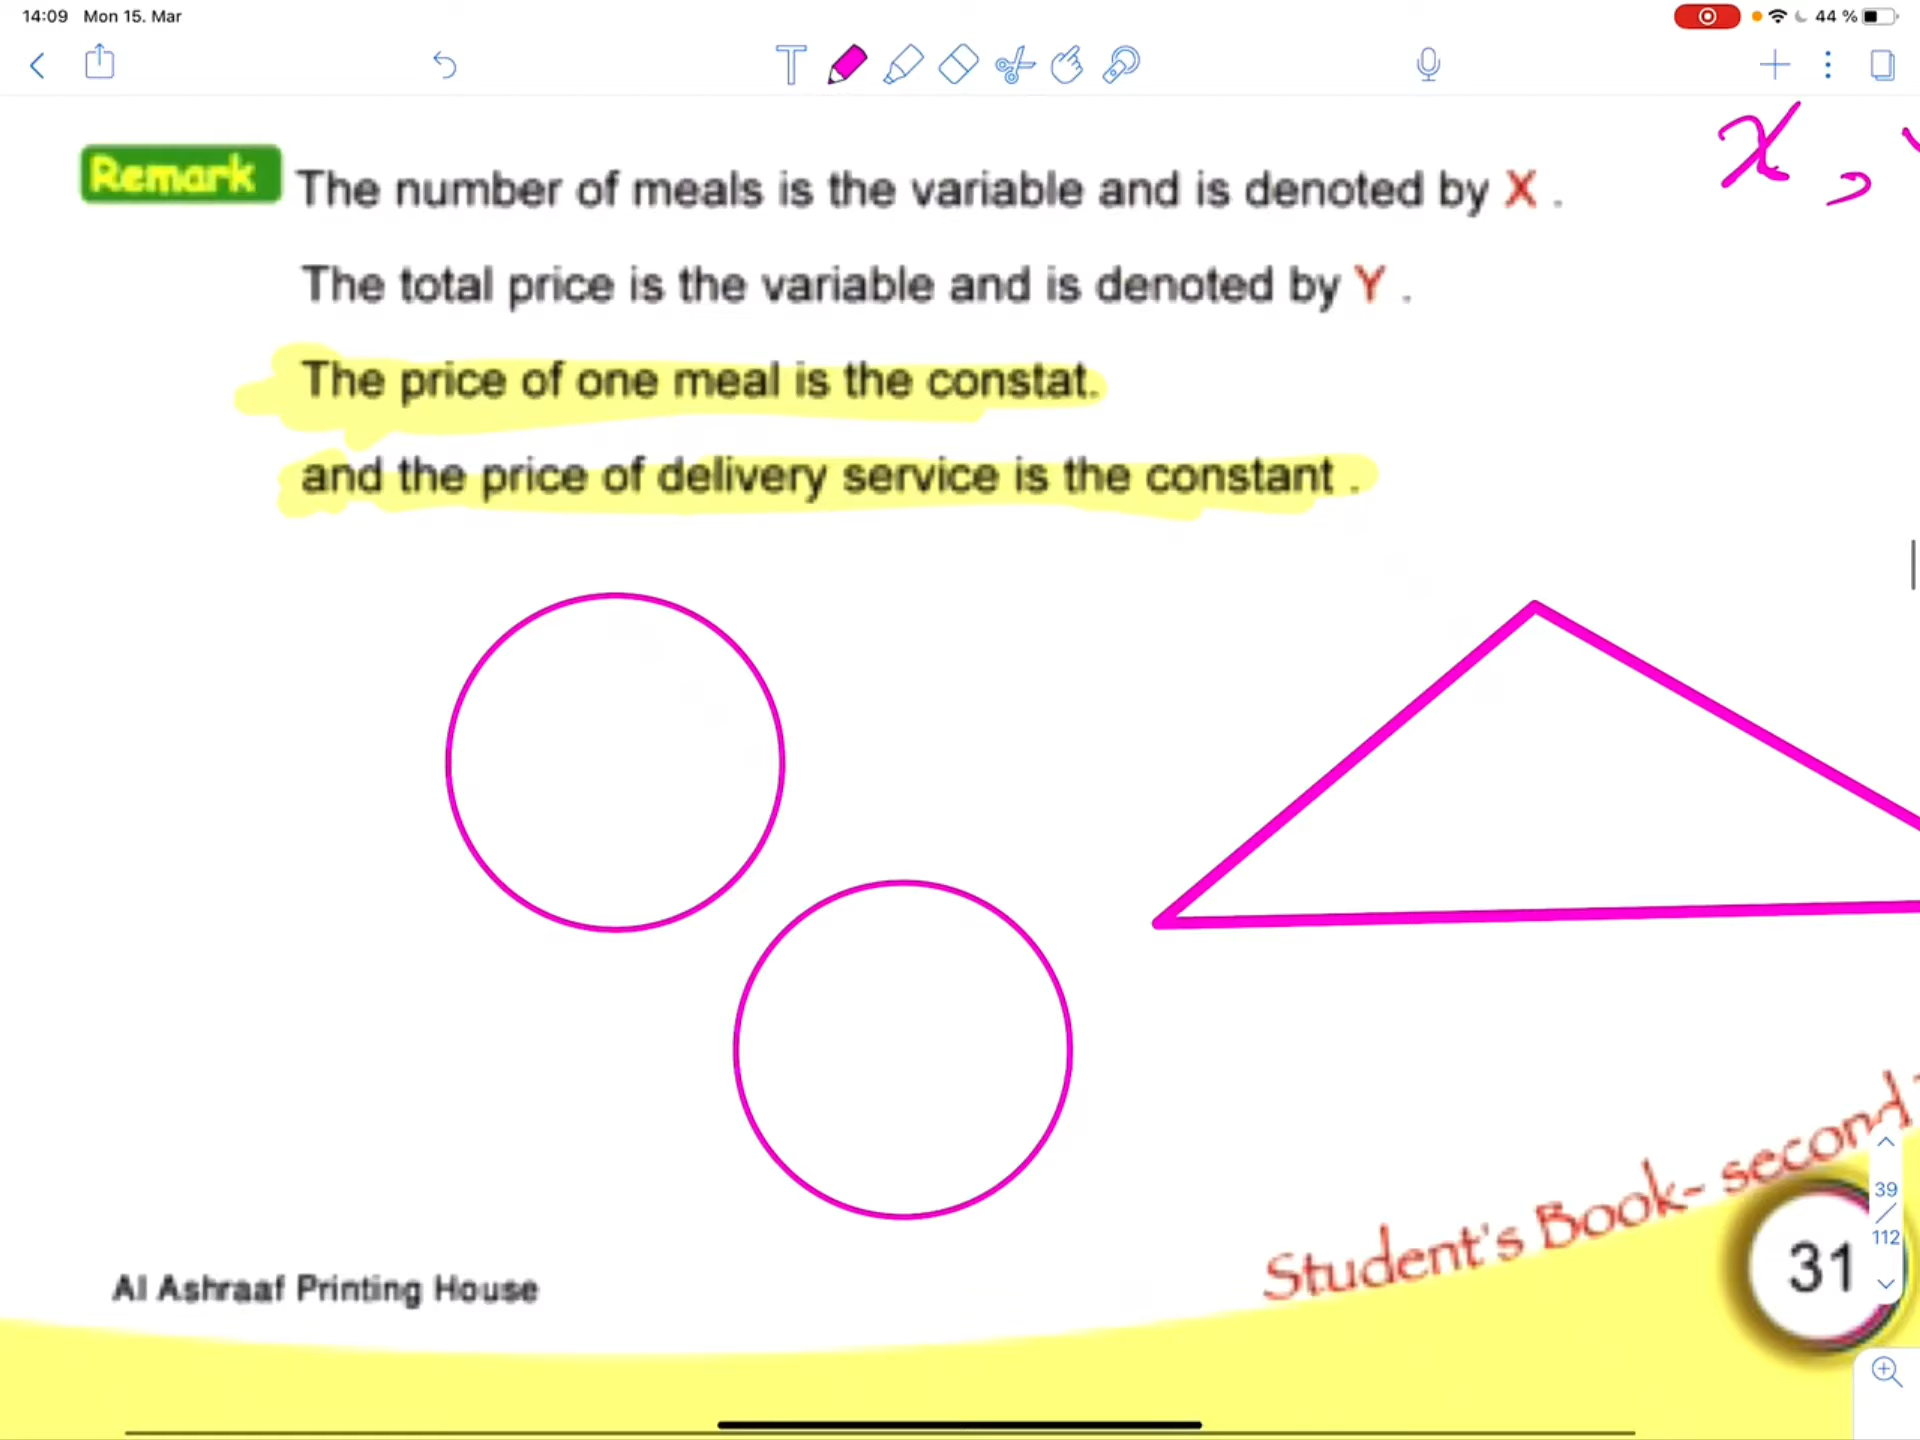 14:09 Mon 15. Mar
44 %
x ,
Remark The number of meals is the variable and is denoted by X .
The total price is the variable and is denoted by Y .
The price of one meal is the constat.
and the price of delivery service is the constant .
Student's Book- second
39
/
112
31
Al Ashraaf Printing House